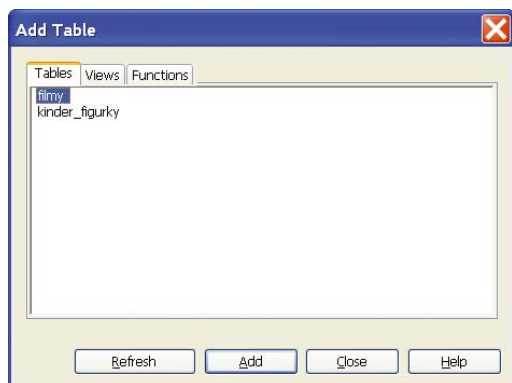 Add Table
Tables Views Functions
filmy
kinder_figurky
Refresh Add Close Help